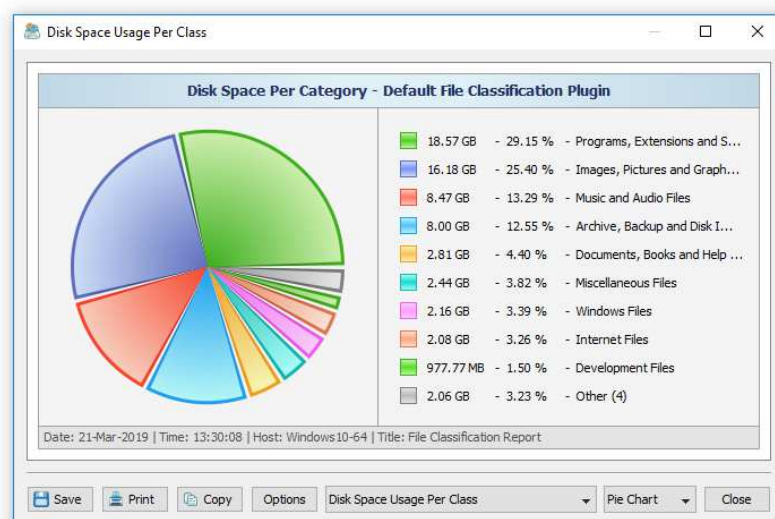 Disk Space Usage Per Class
Disk Space Per Category - Default File Classification Plugin
18.57 GB - 29.15 % - Programs, Extensions and S...
16.18 GB - 25.40 % - Images, Pictures and Graph...
8.47 GB - 13.29 % - Music and Audio Files
8.00 GB - 12.55 % - Archive, Backup and Disk I...
2.81 GB - 4.40 % - Documents, Books and Help ...
2.44 GB - 3.82 % - Miscellaneous Files
2.16 GB - 3.39 % - Windows Files
2.08 GB - 3.26 % - Internet Files
977.77 MB - 1.50 % - Development Files
2.06 GB - 3.23 % - Other (4)
Date: 21-Mar-2019 | Time: 13:30:08 | Host: Windows10-64 | Title: File Classification Report
Save Print Copy Options Disk Space Usage Per Class Pie Chart Close